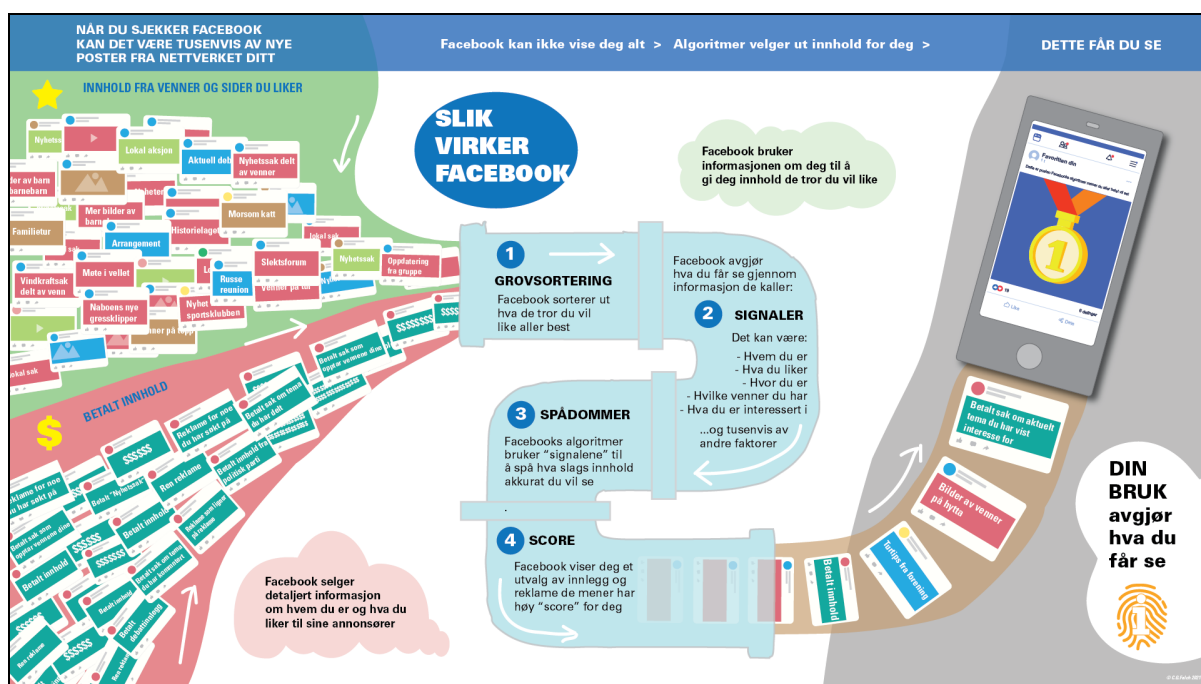 NÅR DU SJEKKER FACEBOOK
KAN DET VÆRE TUSENVIS AV NYE
POSTER FRA NETTVERKET DITT
Facebook kan ikke vise deg alt > Algoritmer velger ut innhold for deg >
DETTE FÅR DU SE
INNHOLD FRA VENNER OG SIDER DU LIKER
Lokal aksjon
Aktuell deb
Nyhetssak delt
av venner
Mer bilder av
Morsom katt
Familietur
Arrangement
Historielaget
Vindkraftsak
delt av venn
Møte i vellet
Naboens nye
gressklipper
Russe
reunion
Slektsforum
Nyhetssak
Oppdatering
fra gruppe
Nyhet
sportsklubben
SLIK
VIRKER
FACEBOOK
Facebook bruker
informasjonen om deg til å
gi deg innhold de tror du vil like
1
GROVSORTERING
Facebook sorterer ut
hva de tror du vil
like aller best
Facebook avgjør
hva du får se gjennom
informasjon de kaller:
2 SIGNALER
Det kan være:
- Hvem du er
- Hva du liker
- Hvor du er
- Hvilke venner du har
- Hva du er interessert i
...og tusenvis av
andre faktorer
3 SPÅDOMMER
Facebooks algoritmer
bruker “signalene” til
å spå hva slags innhold
akkurat du vil se
4 SCORE
Facebook viser deg et
utvalg av innlegg og
reklame de mener har
høy “score” for deg
BETALT INNHOLD
$
Reklame for noe
du har søkt på
$$$$$$
Betalt sak om tema
du har delt
Ren reklame
Betalt innhold fra
politisk parti
Betalt "Nyhetssak"
Betalt innhold
Betalt
debattinnlegg
Facebook selger
detaljert informasjon
om hvem du er og hva du
liker til sine annonsører
Betalt innhold
Turtips fra forening
Bilder av venner
på hytta
Betalt sak om aktuelt
tema du har vist
interesse for
Favoritten din
1
Like
Dele
DIN
BRUK
avgjør
hva du
får se